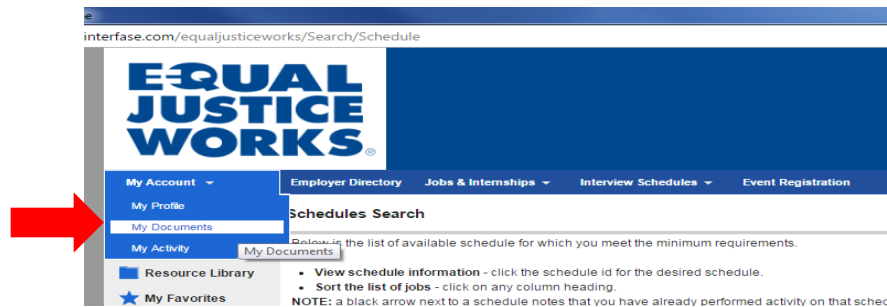 interfase.com/equaljusticeworks/Search/Schedule
EQUAL
JUSTICE
WORKS®
My Account Employer Directory Jobs & Internships Interview Schedules Event Registration
My Profile
Schedules Search
My Documents
My Activity
My Documents
Below is the list of available schedule for which you meet the minimum requirements.
Resource Library
• View schedule information - click the schedule id for the desired schedule.
• Sort the list of jobs - click on any column heading.
My Favorites
NOTE: a black arrow next to a schedule notes that you have already performed activity on that sched